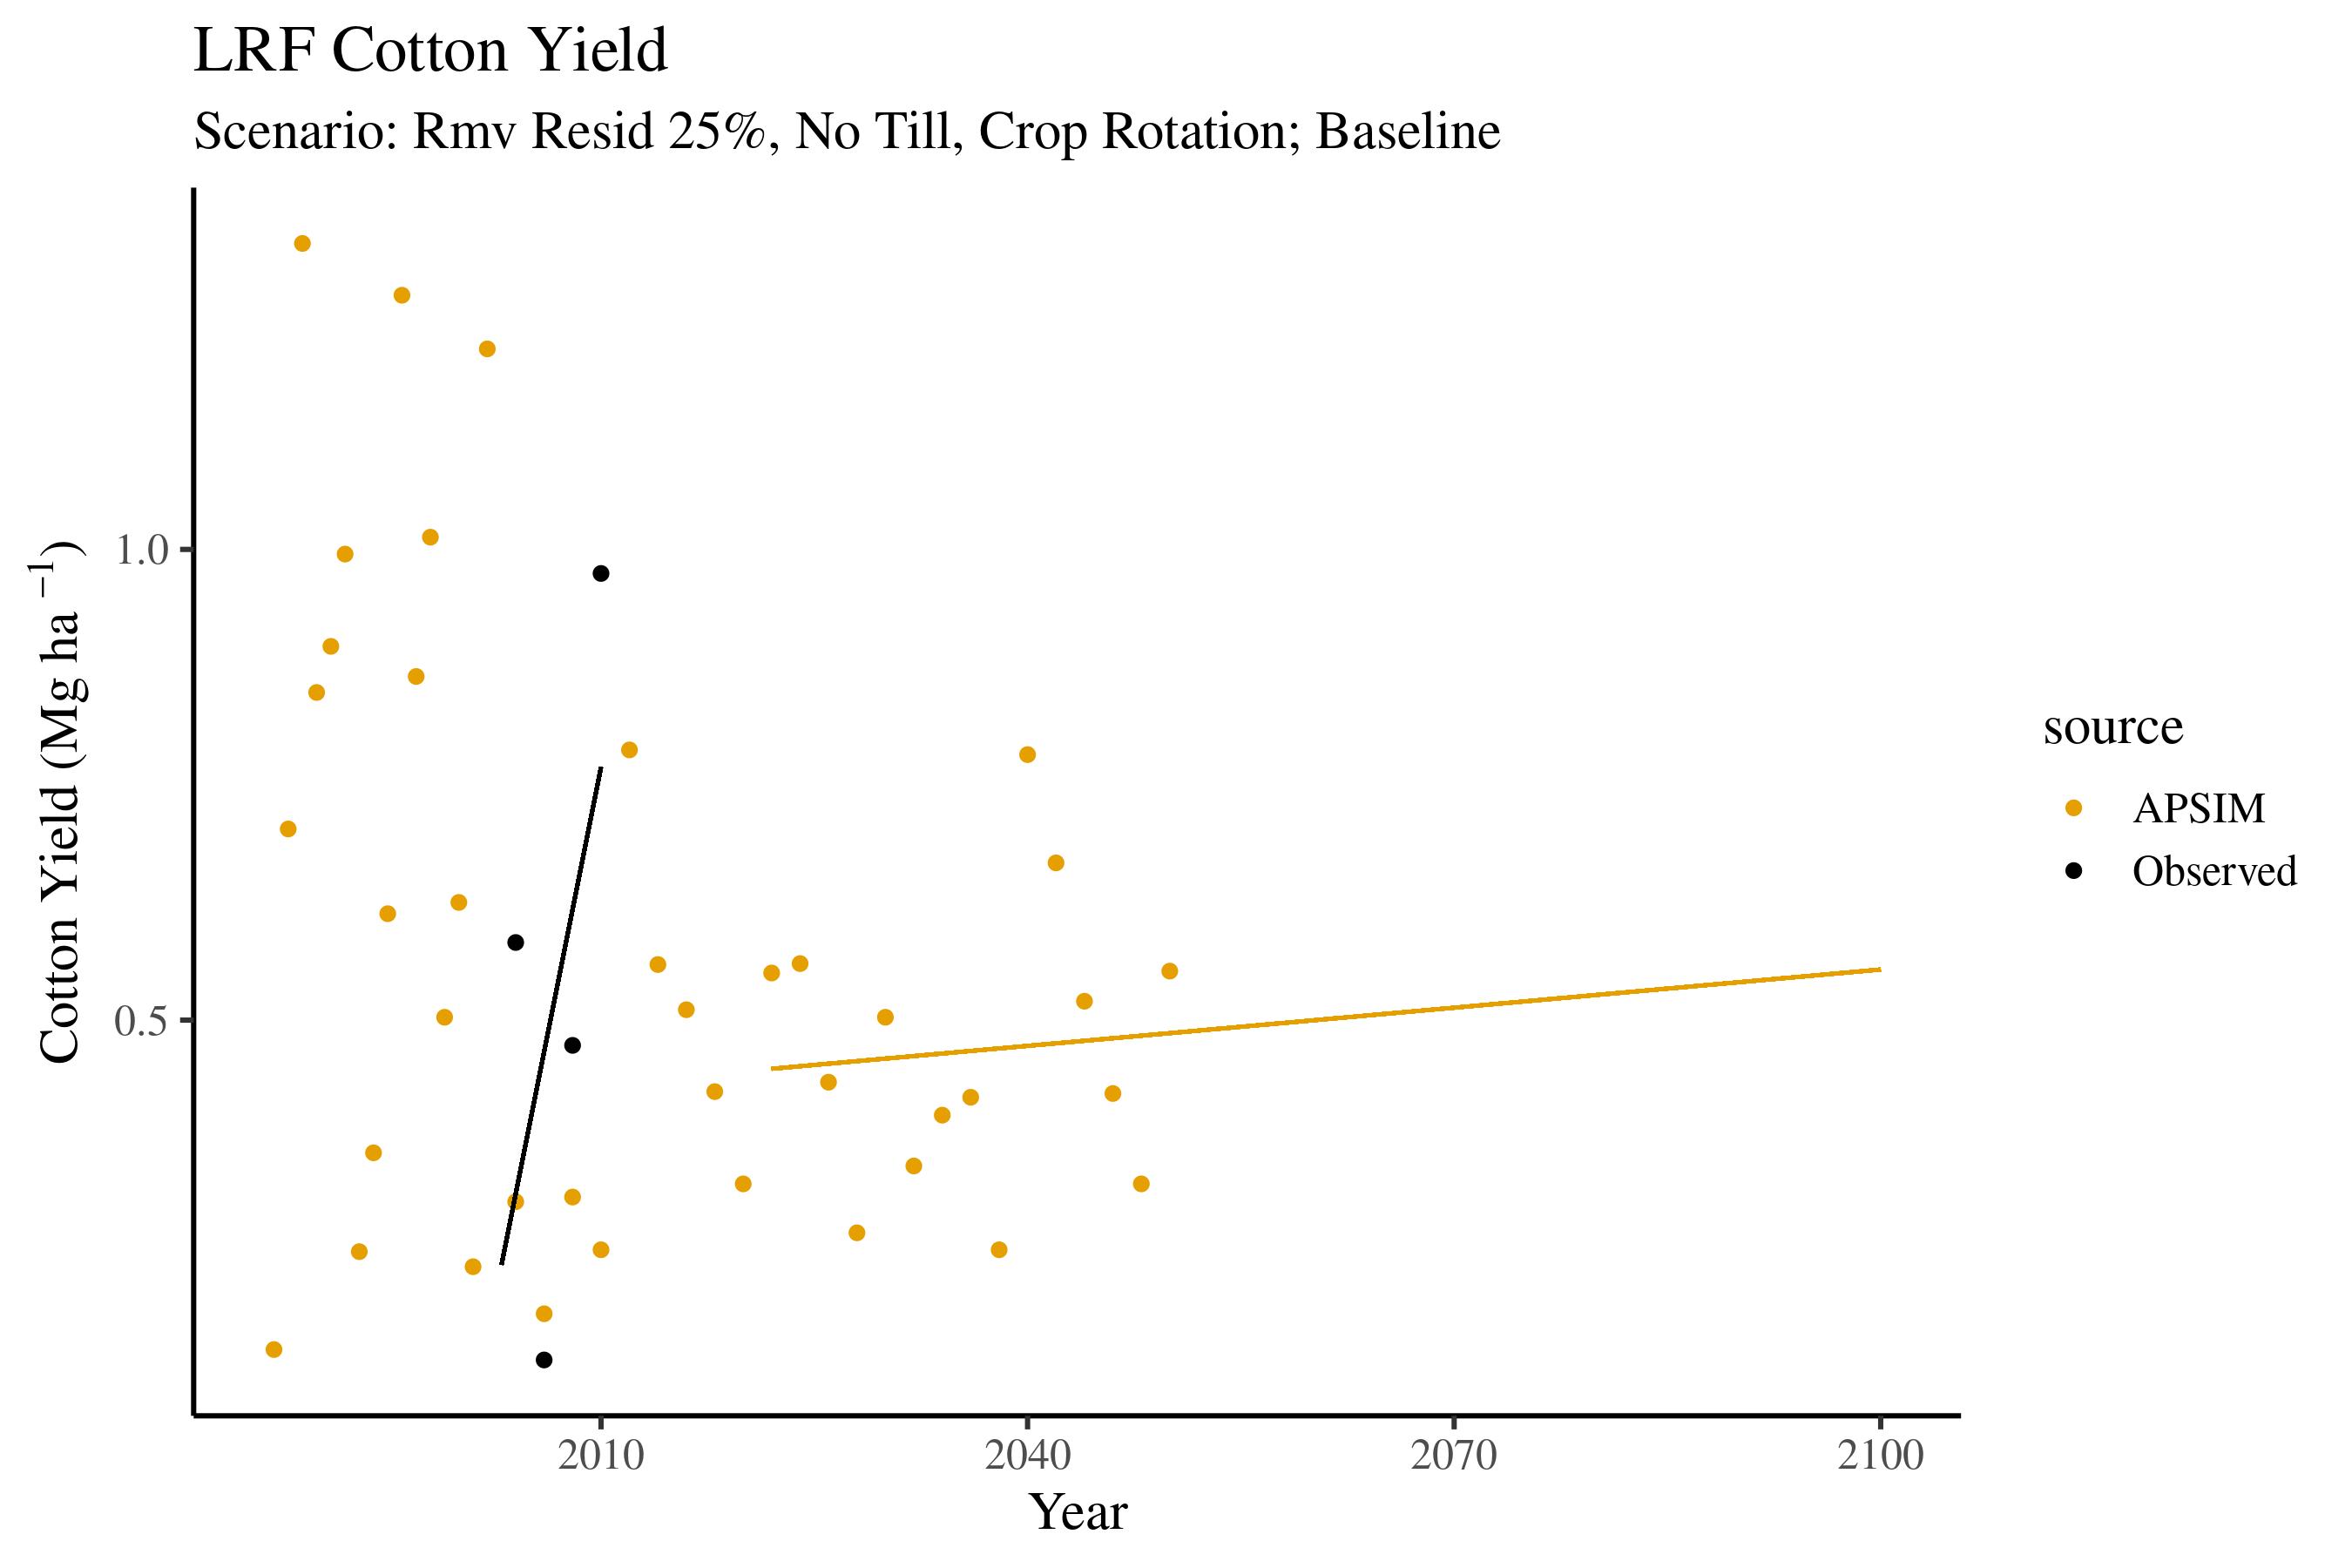 LRF Cotton Yield
Scenario: Rmv Resid 25%, No Till, Crop Rotation; Baseline
Cotton Yield (Mg ha −1)
1.0
0.5
2010
2040
2070
2100
Year
source
APSIM
Observed